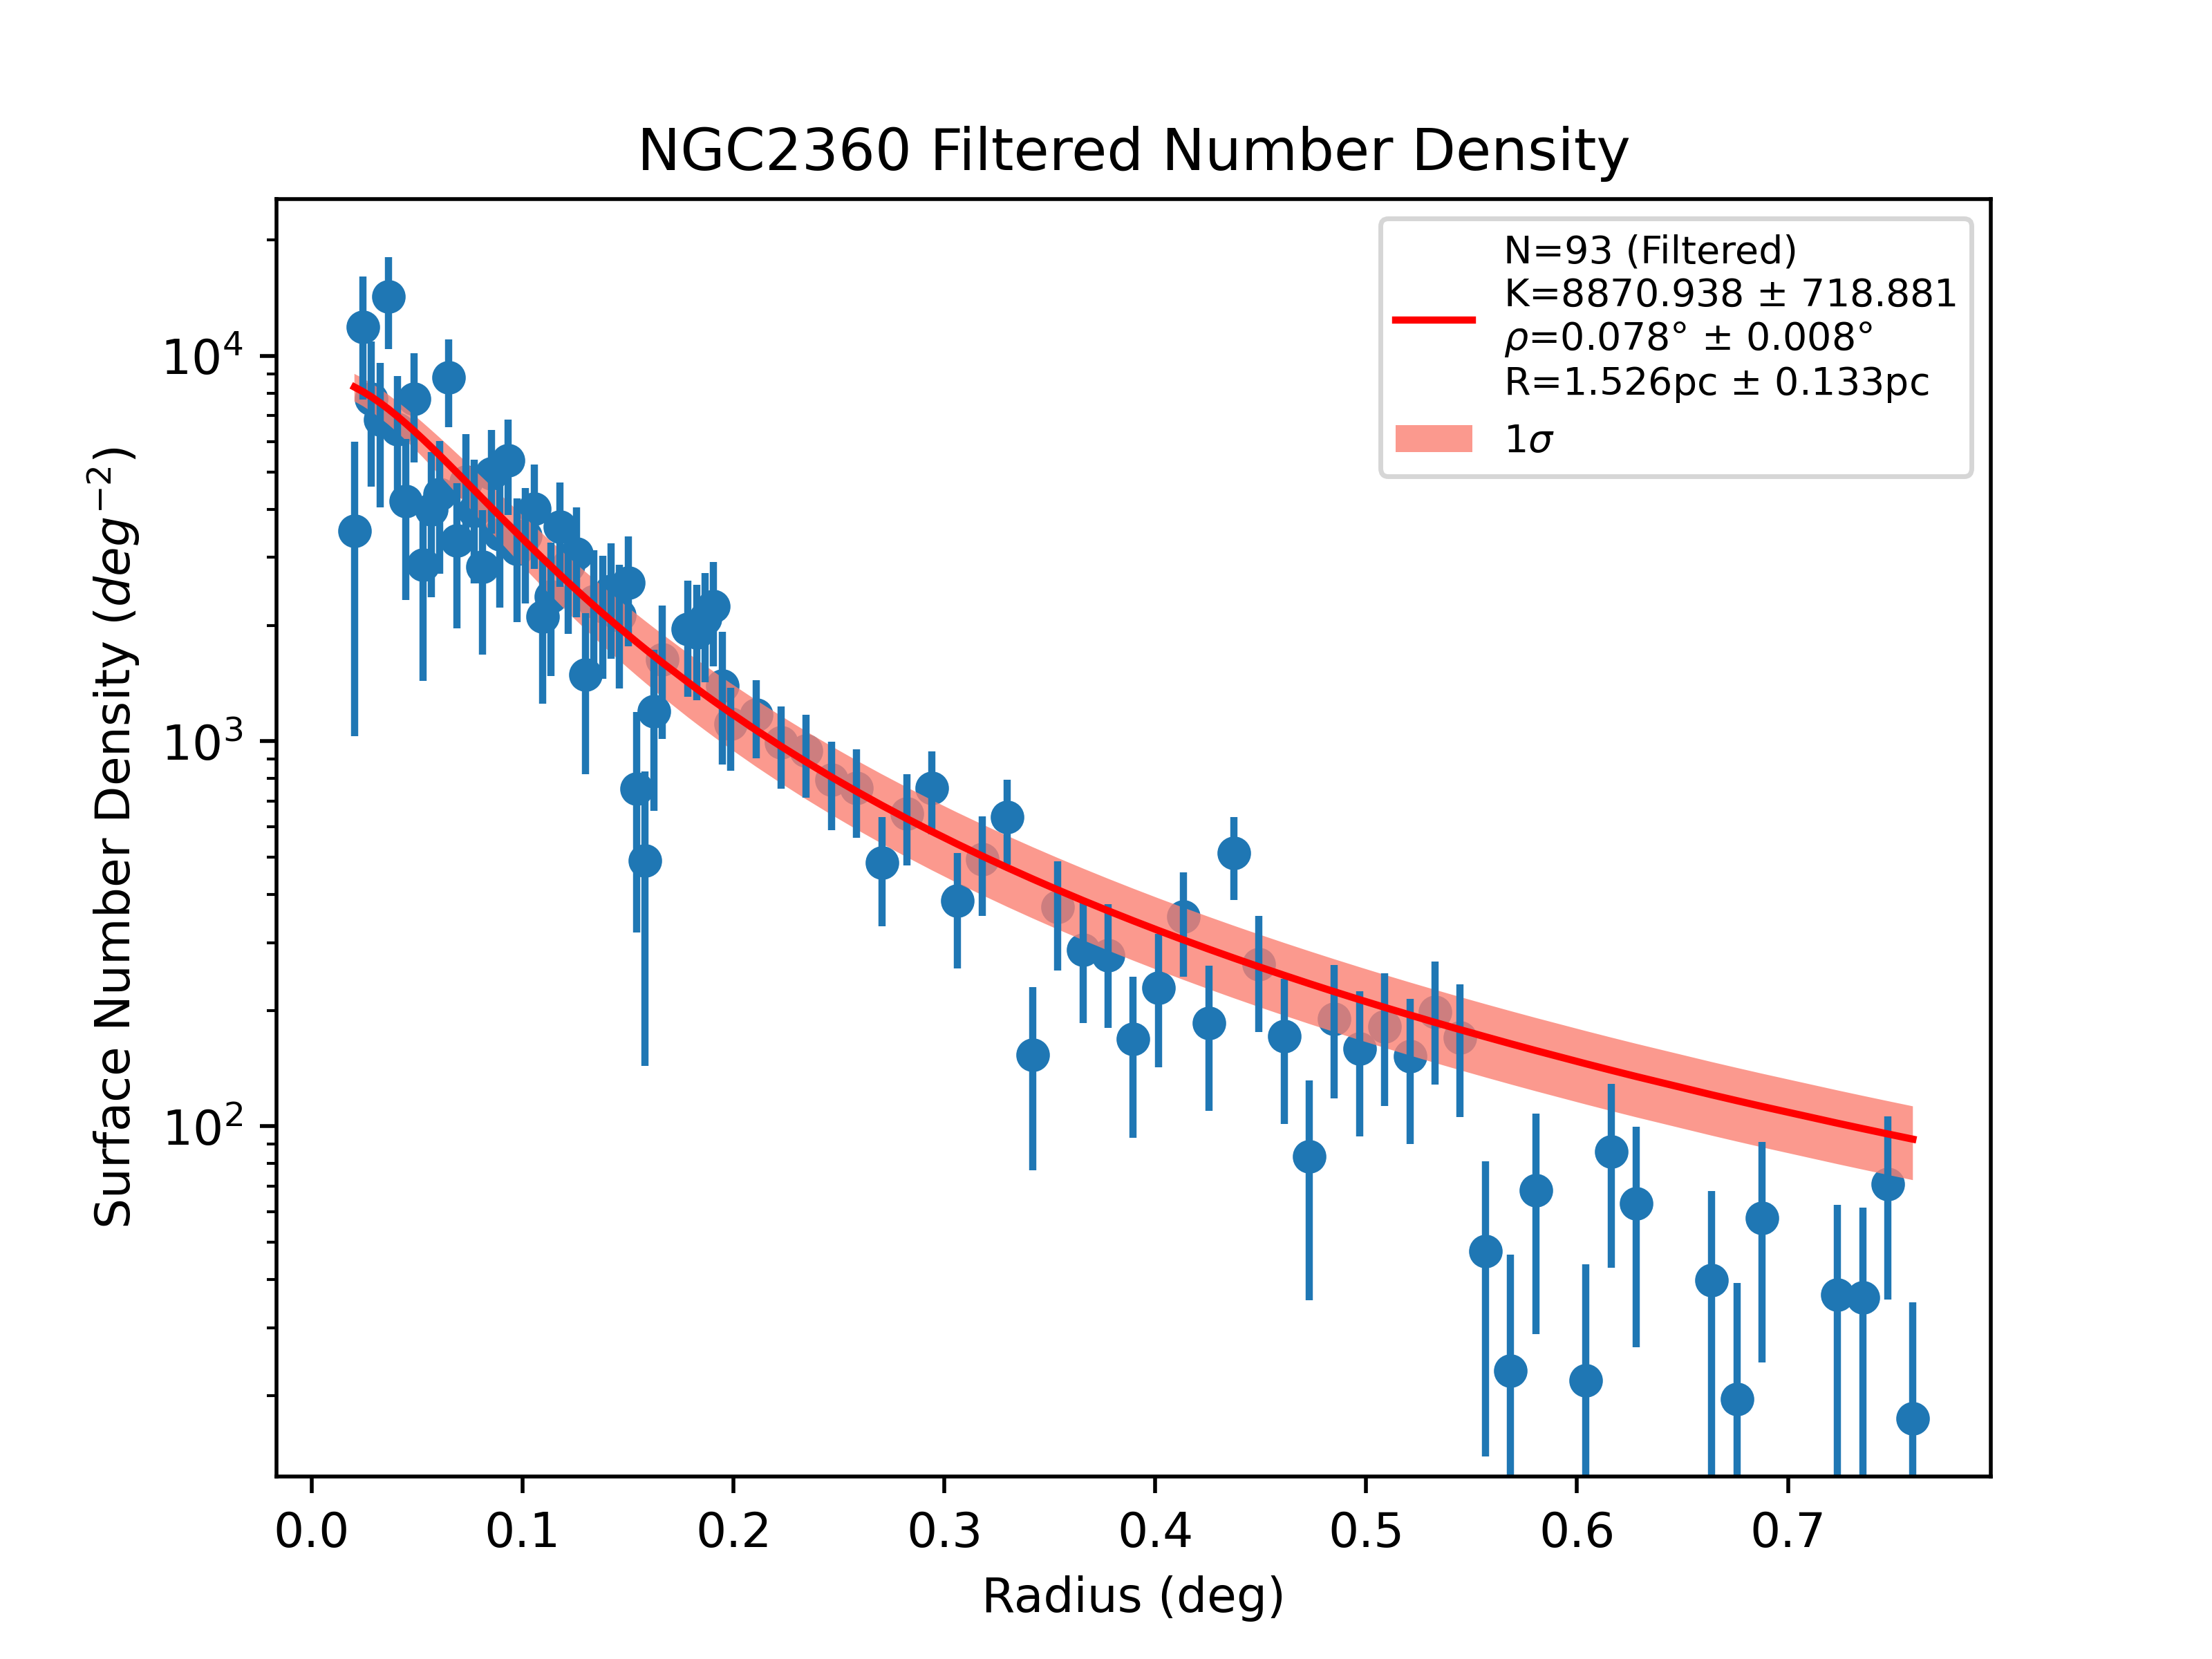 NGC2360 Filtered Number Density
N=93 (Filtered)
K=8870.938 ± 718.881
ρ=0.078° ± 0.008°
R=1.526pc ± 0.133pc
1σ
Surface Number Density (deg⁻²)
10⁴
10³
10²
0.0 0.1 0.2 0.3 0.4 0.5 0.6 0.7
Radius (deg)